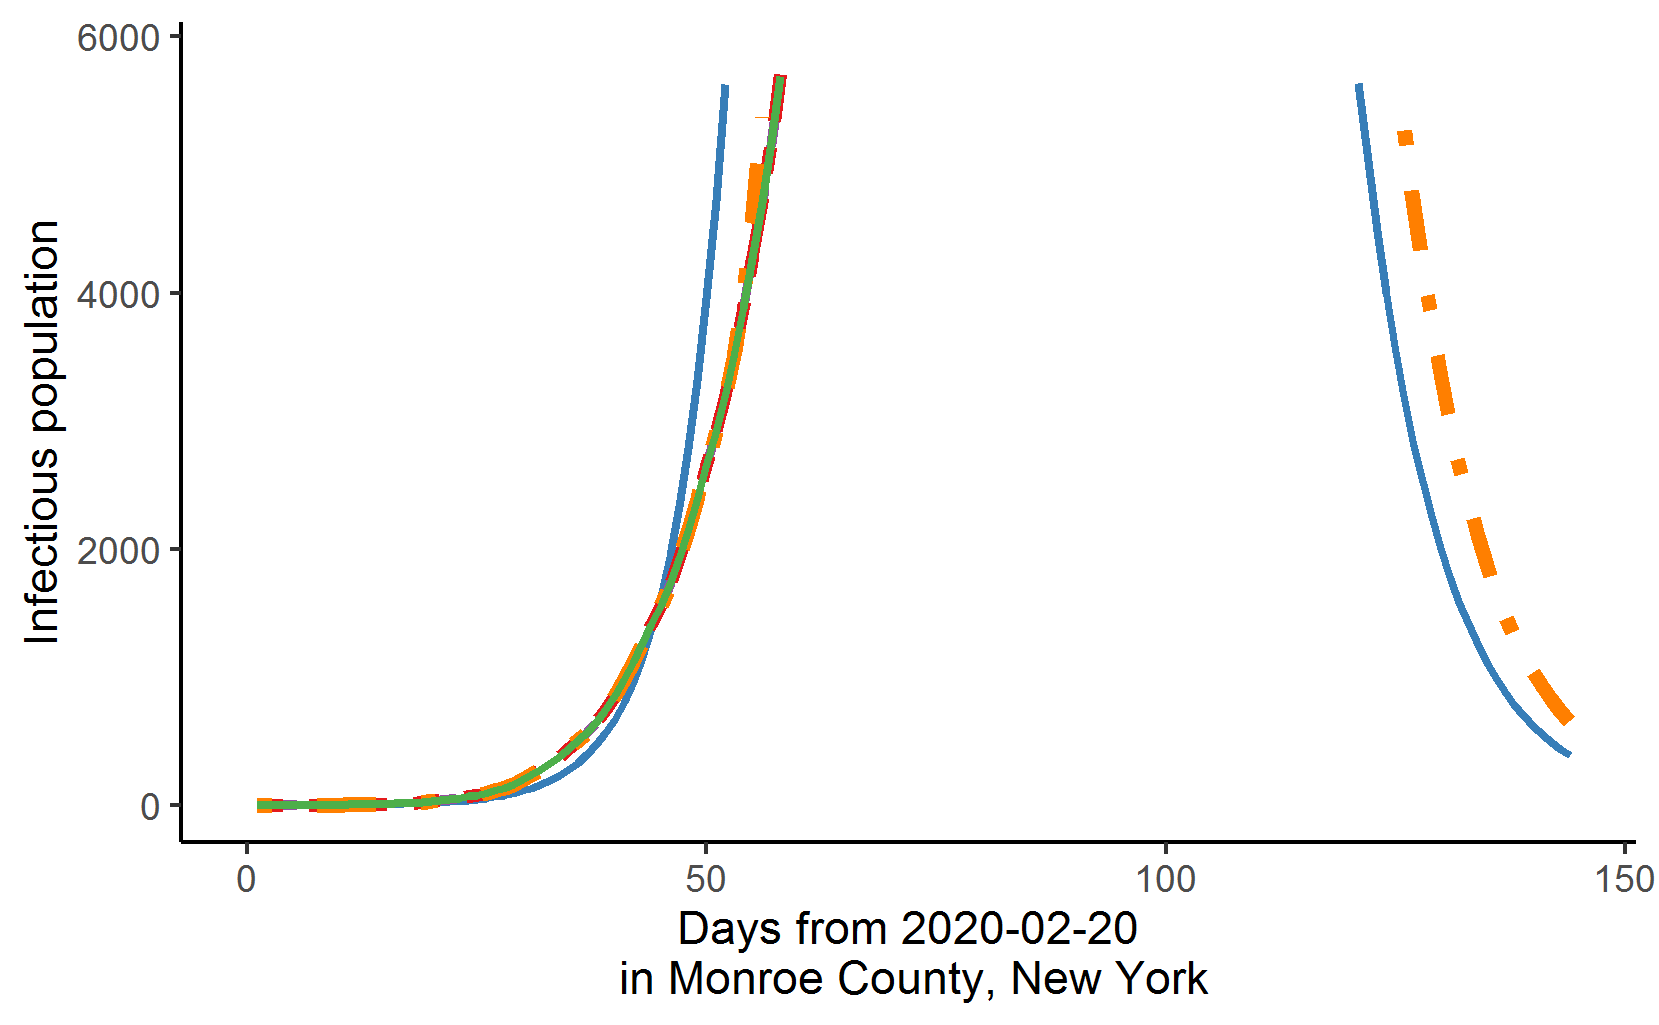 Infectious population
6000
4000
2000
0
0 50 100 150
Days from 2020-02-20
in Monroe County, New York